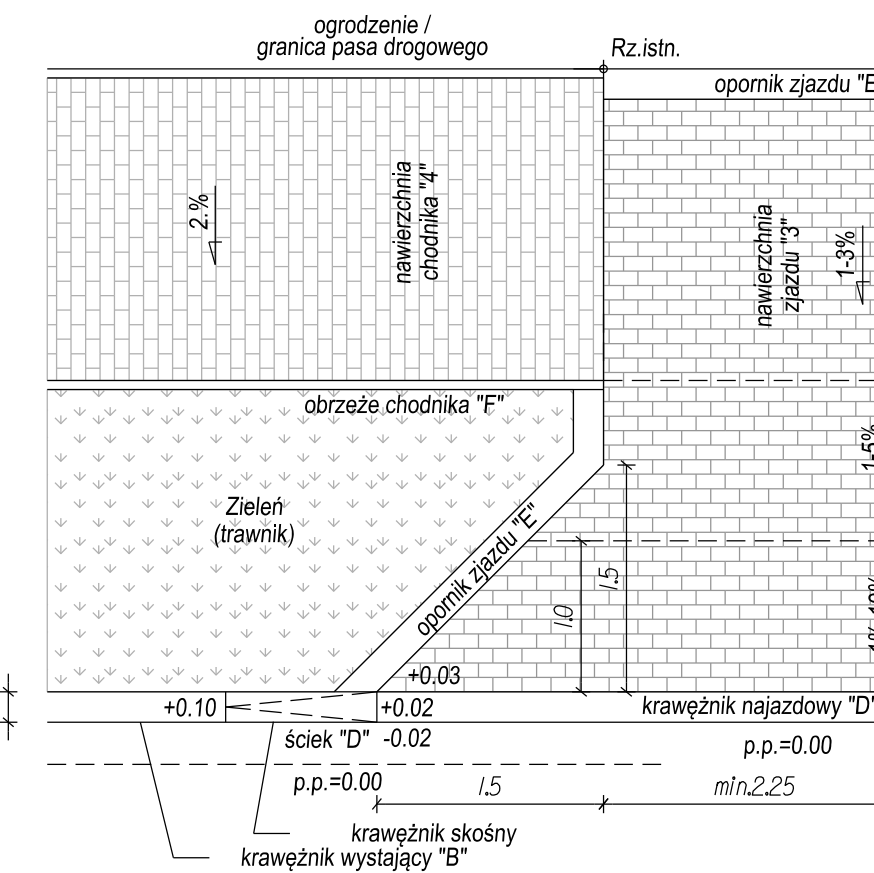 ogrodzenie /
granica pasa drogowego
Rz.istn.
opornik zjazdu "E
2.%
nawierzchnia
chodnika "4"
nawierzchnia
zjazdu "3"
1-3%
obrzeże chodnika "F"
1-5%
Zieleń
(trawnik)
opornik zjazdu "E"
1.5
1.0
+0.03
+0.10
+0.02
krawężnik najazdowy "D"
ściek "D"
-0.02
p.p.=0.00
p.p.=0.00
1.5
min.2.25
krawężnik skośny
krawężnik wystający "B"